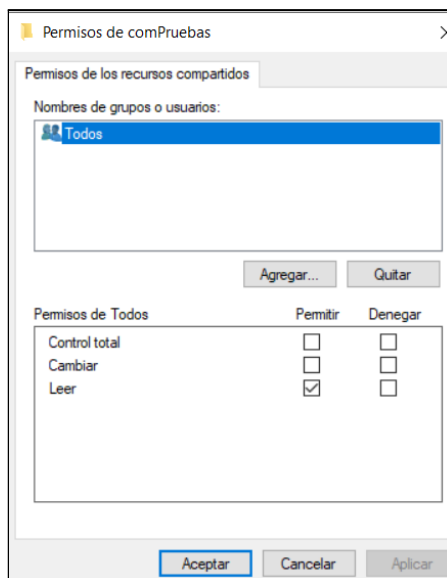 Permisos de comPruebas
Permisos de los recursos compartidos
Nombres de grupos o usuarios:
Todos
Agregar... Quitar
Permisos de Todos Permitir Denegar
Control total
Cambiar
Leer
Aceptar Cancelar Aplicar